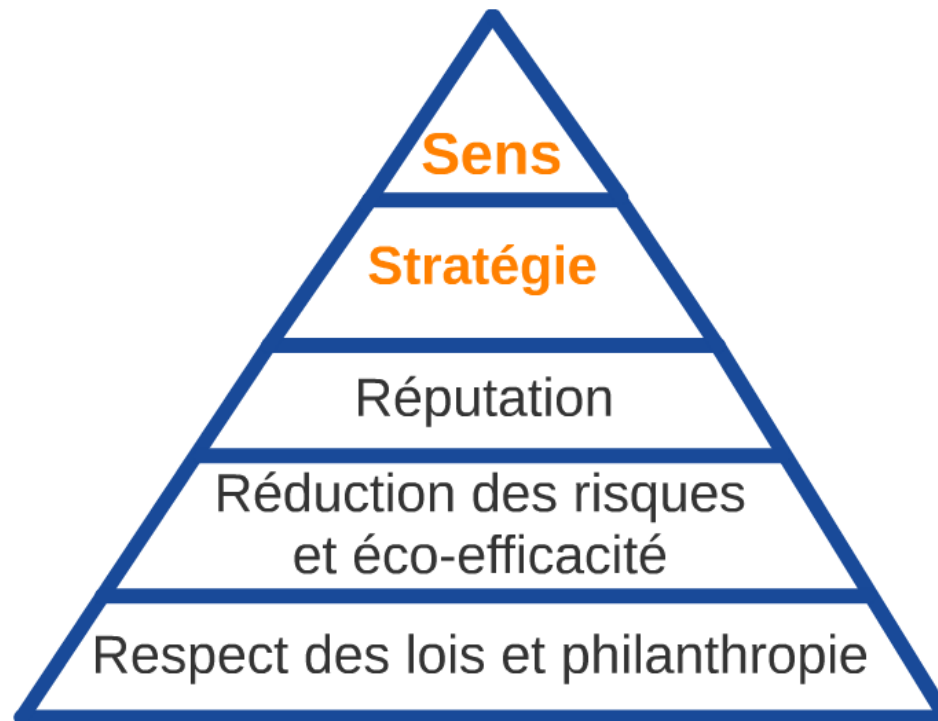 Sens
Stratégie
Réputation
Réduction des risques
et éco-efficacité
Respect des lois et philanthropie